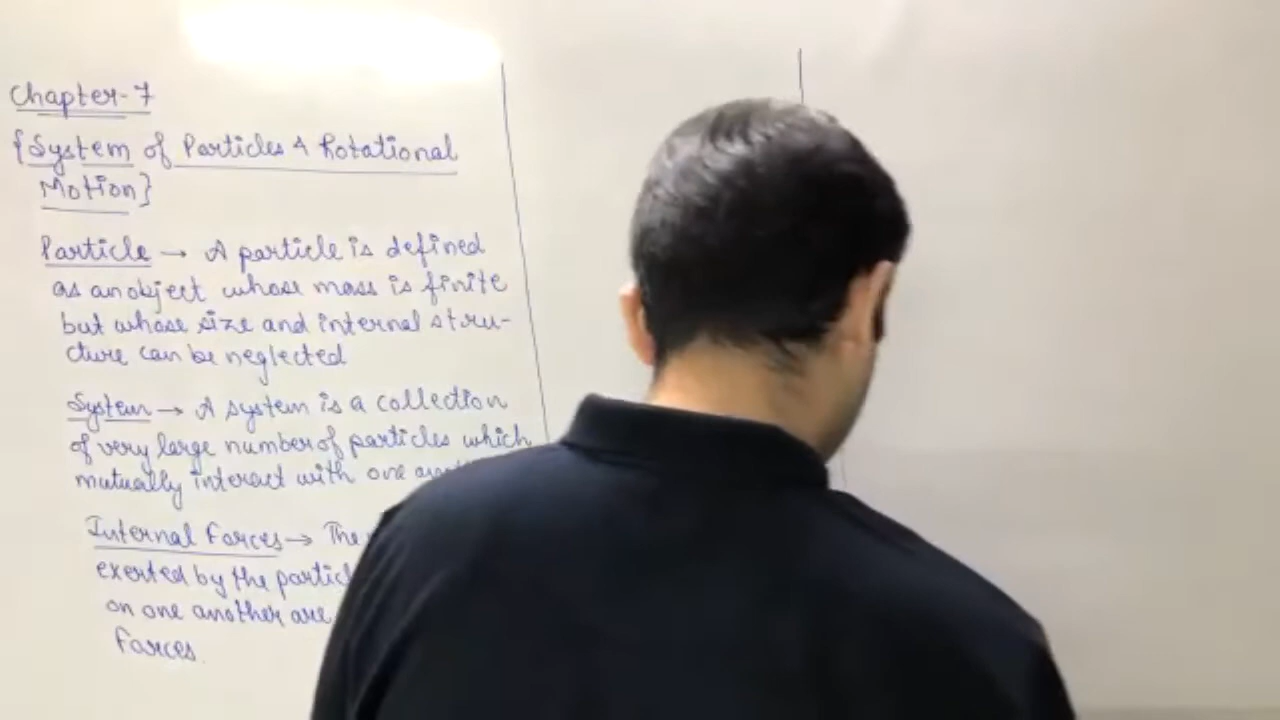 Chapter-7
{System of Particles & Rotational
Motion}
Particle → A particle is defined
as an object whose mass is finite
but whose size and internal stru-
cture can be neglected
System → A system is a collection
of very large number of particles which
mutually interact with one
Internal Forces → The
exerted by the
on one another are
Forces.